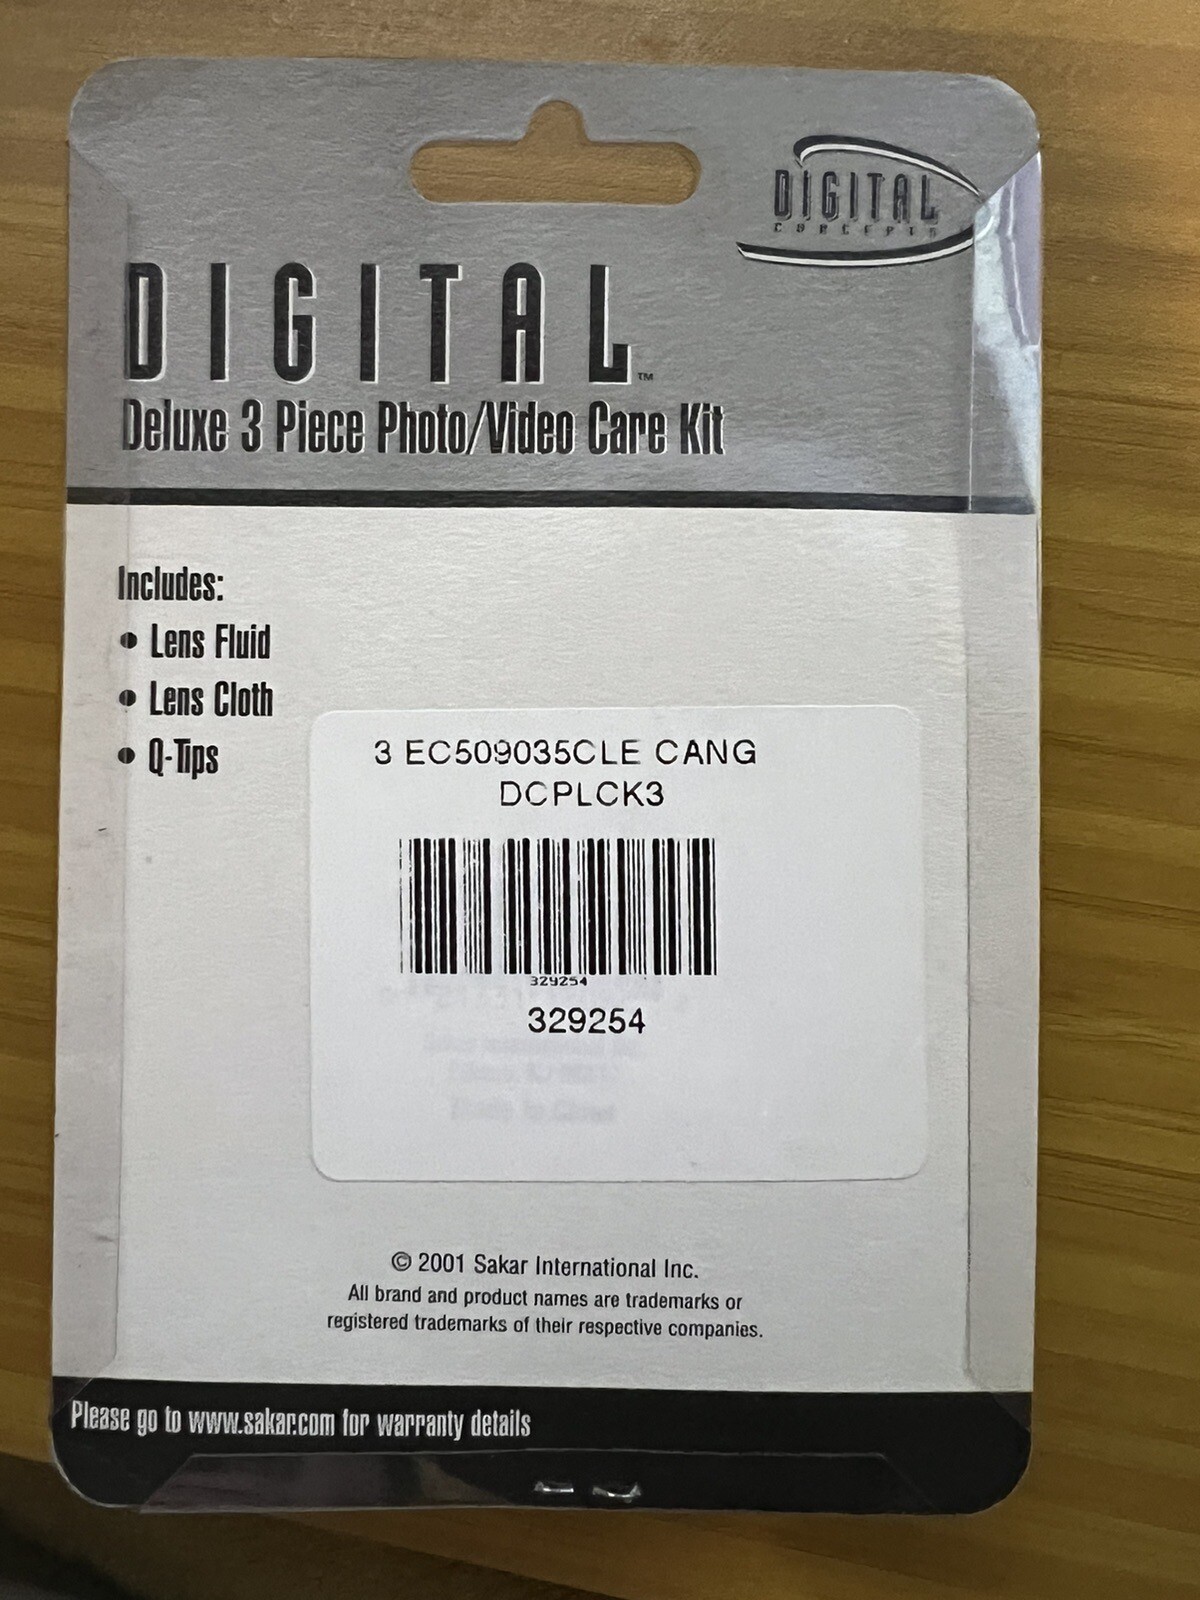 DIGITAL
CONCEPTS
DIGITAL™
Deluxe 3 Piece Photo/Video Care Kit
Includes:
• Lens Fluid
• Lens Cloth
• Q-Tips
3 EC509035CLE CANG
DCPLCK3
329254
329254
© 2001 Sakar International Inc.
All brand and product names are trademarks or
registered trademarks of their respective companies.
Please go to www.sakar.com for warranty details